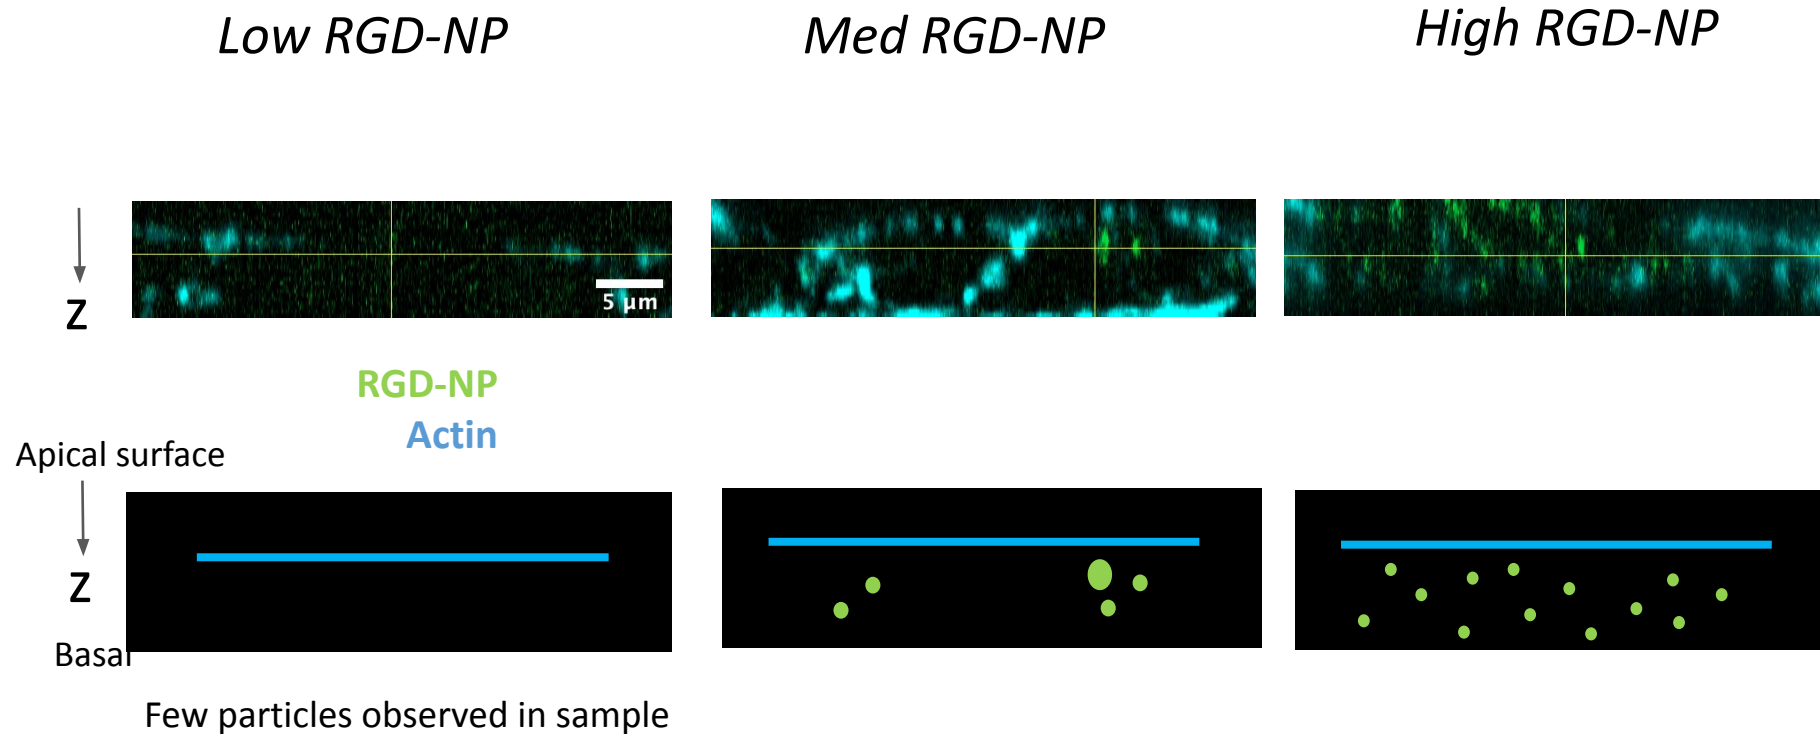 Low RGD-NP
Med RGD-NP
High RGD-NP
Z
5 µm
RGD-NP
Actin
Apical surface
Z
Basal
Few particles observed in sample